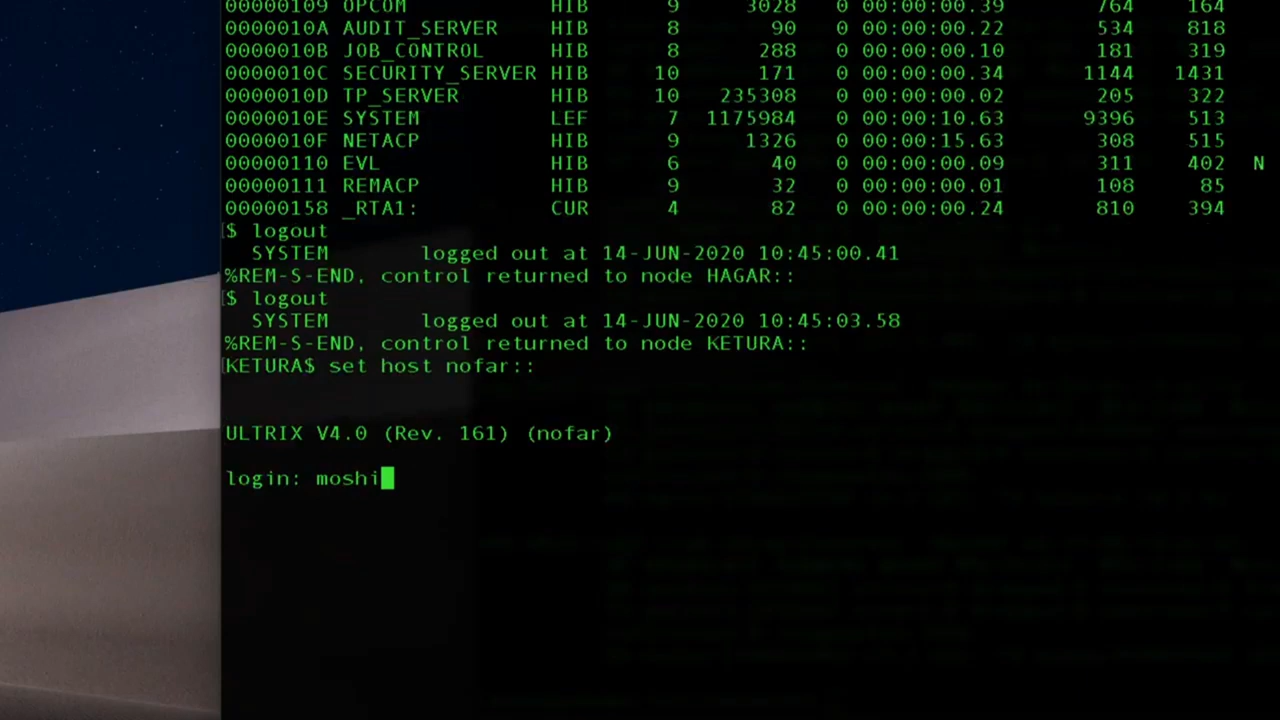 00000109 OPCOM HIB 9 3028 0 00:00:00.39 764 164
0000010A AUDIT_SERVER HIB 8 90 0 00:00:00.22 534 818
0000010B JOB_CONTROL HIB 8 288 0 00:00:00.10 181 319
0000010C SECURITY_SERVER HIB 10 171 0 00:00:00.34 1144 1431
0000010D TP_SERVER HIB 10 235308 0 00:00:00.02 205 322
0000010E SYSTEM LEF 7 1175984 0 00:00:10.63 9396 513
0000010F NETACP HIB 9 1326 0 00:00:15.63 308 515
00000110 EVL HIB 6 40 0 00:00:00.09 311 402 N
00000111 REMACP HIB 9 32 0 00:00:00.01 108 85
00000158 _RTA1: CUR 4 82 0 00:00:00.24 810 394
[$ logout
SYSTEM logged out at 14-JUN-2020 10:45:00.41
%REM-S-END, control returned to node HAGAR::
[$ logout
SYSTEM logged out at 14-JUN-2020 10:45:03.58
%REM-S-END, control returned to node KETURA::
[KETURA$ set host nofar::
ULTRIX V4.0 (Rev. 161) (nofar)
login: moshi